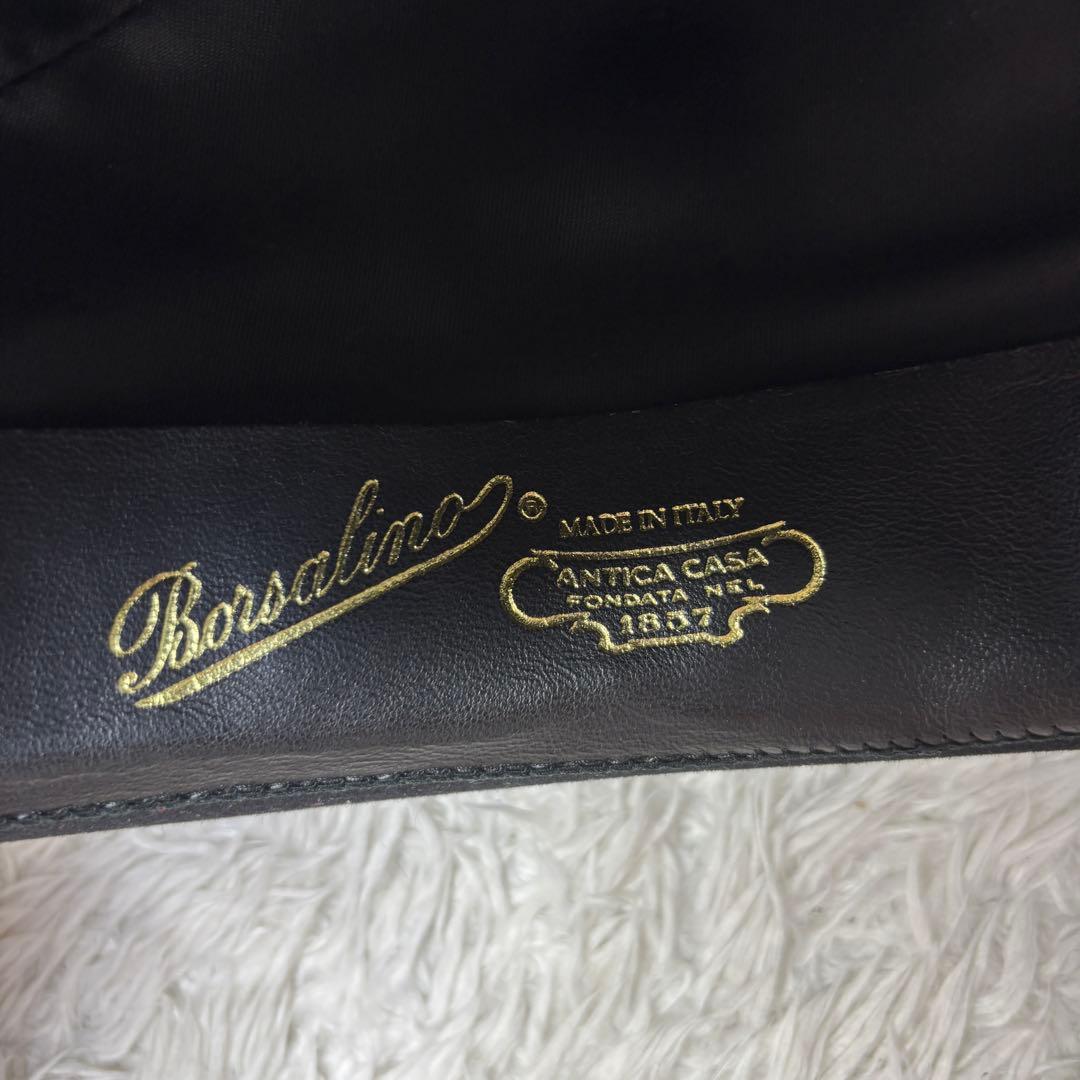 Borsalino®
MADE IN ITALY
ANTICA CASA
FONDATA NEL
1857